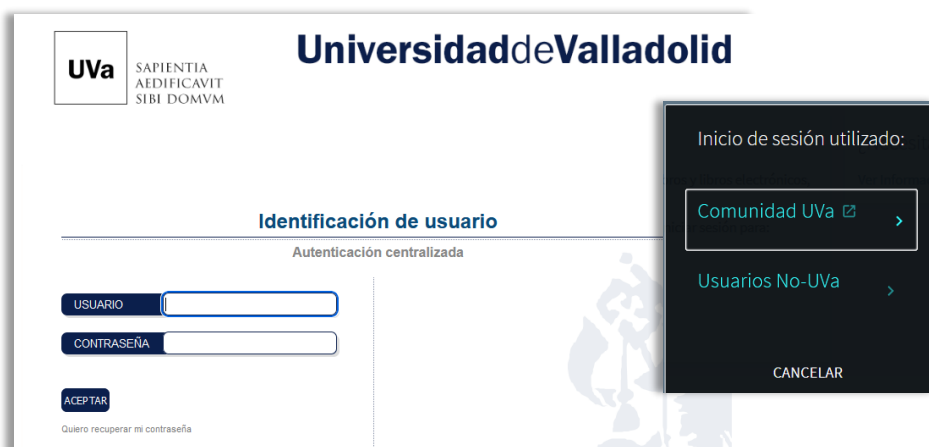 UVa
SAPIENTIA
AEDIFICAVIT
SIBI DOMVM
UniversidaddeValladolid
Identificación de usuario
Autenticación centralizada
USUARIO
CONTRASEÑA
ACEPTAR
Quiero recuperar mi contraseña
Inicio de sesión utilizado:
Comunidad UVa
Usuarios No-UVa
CANCELAR